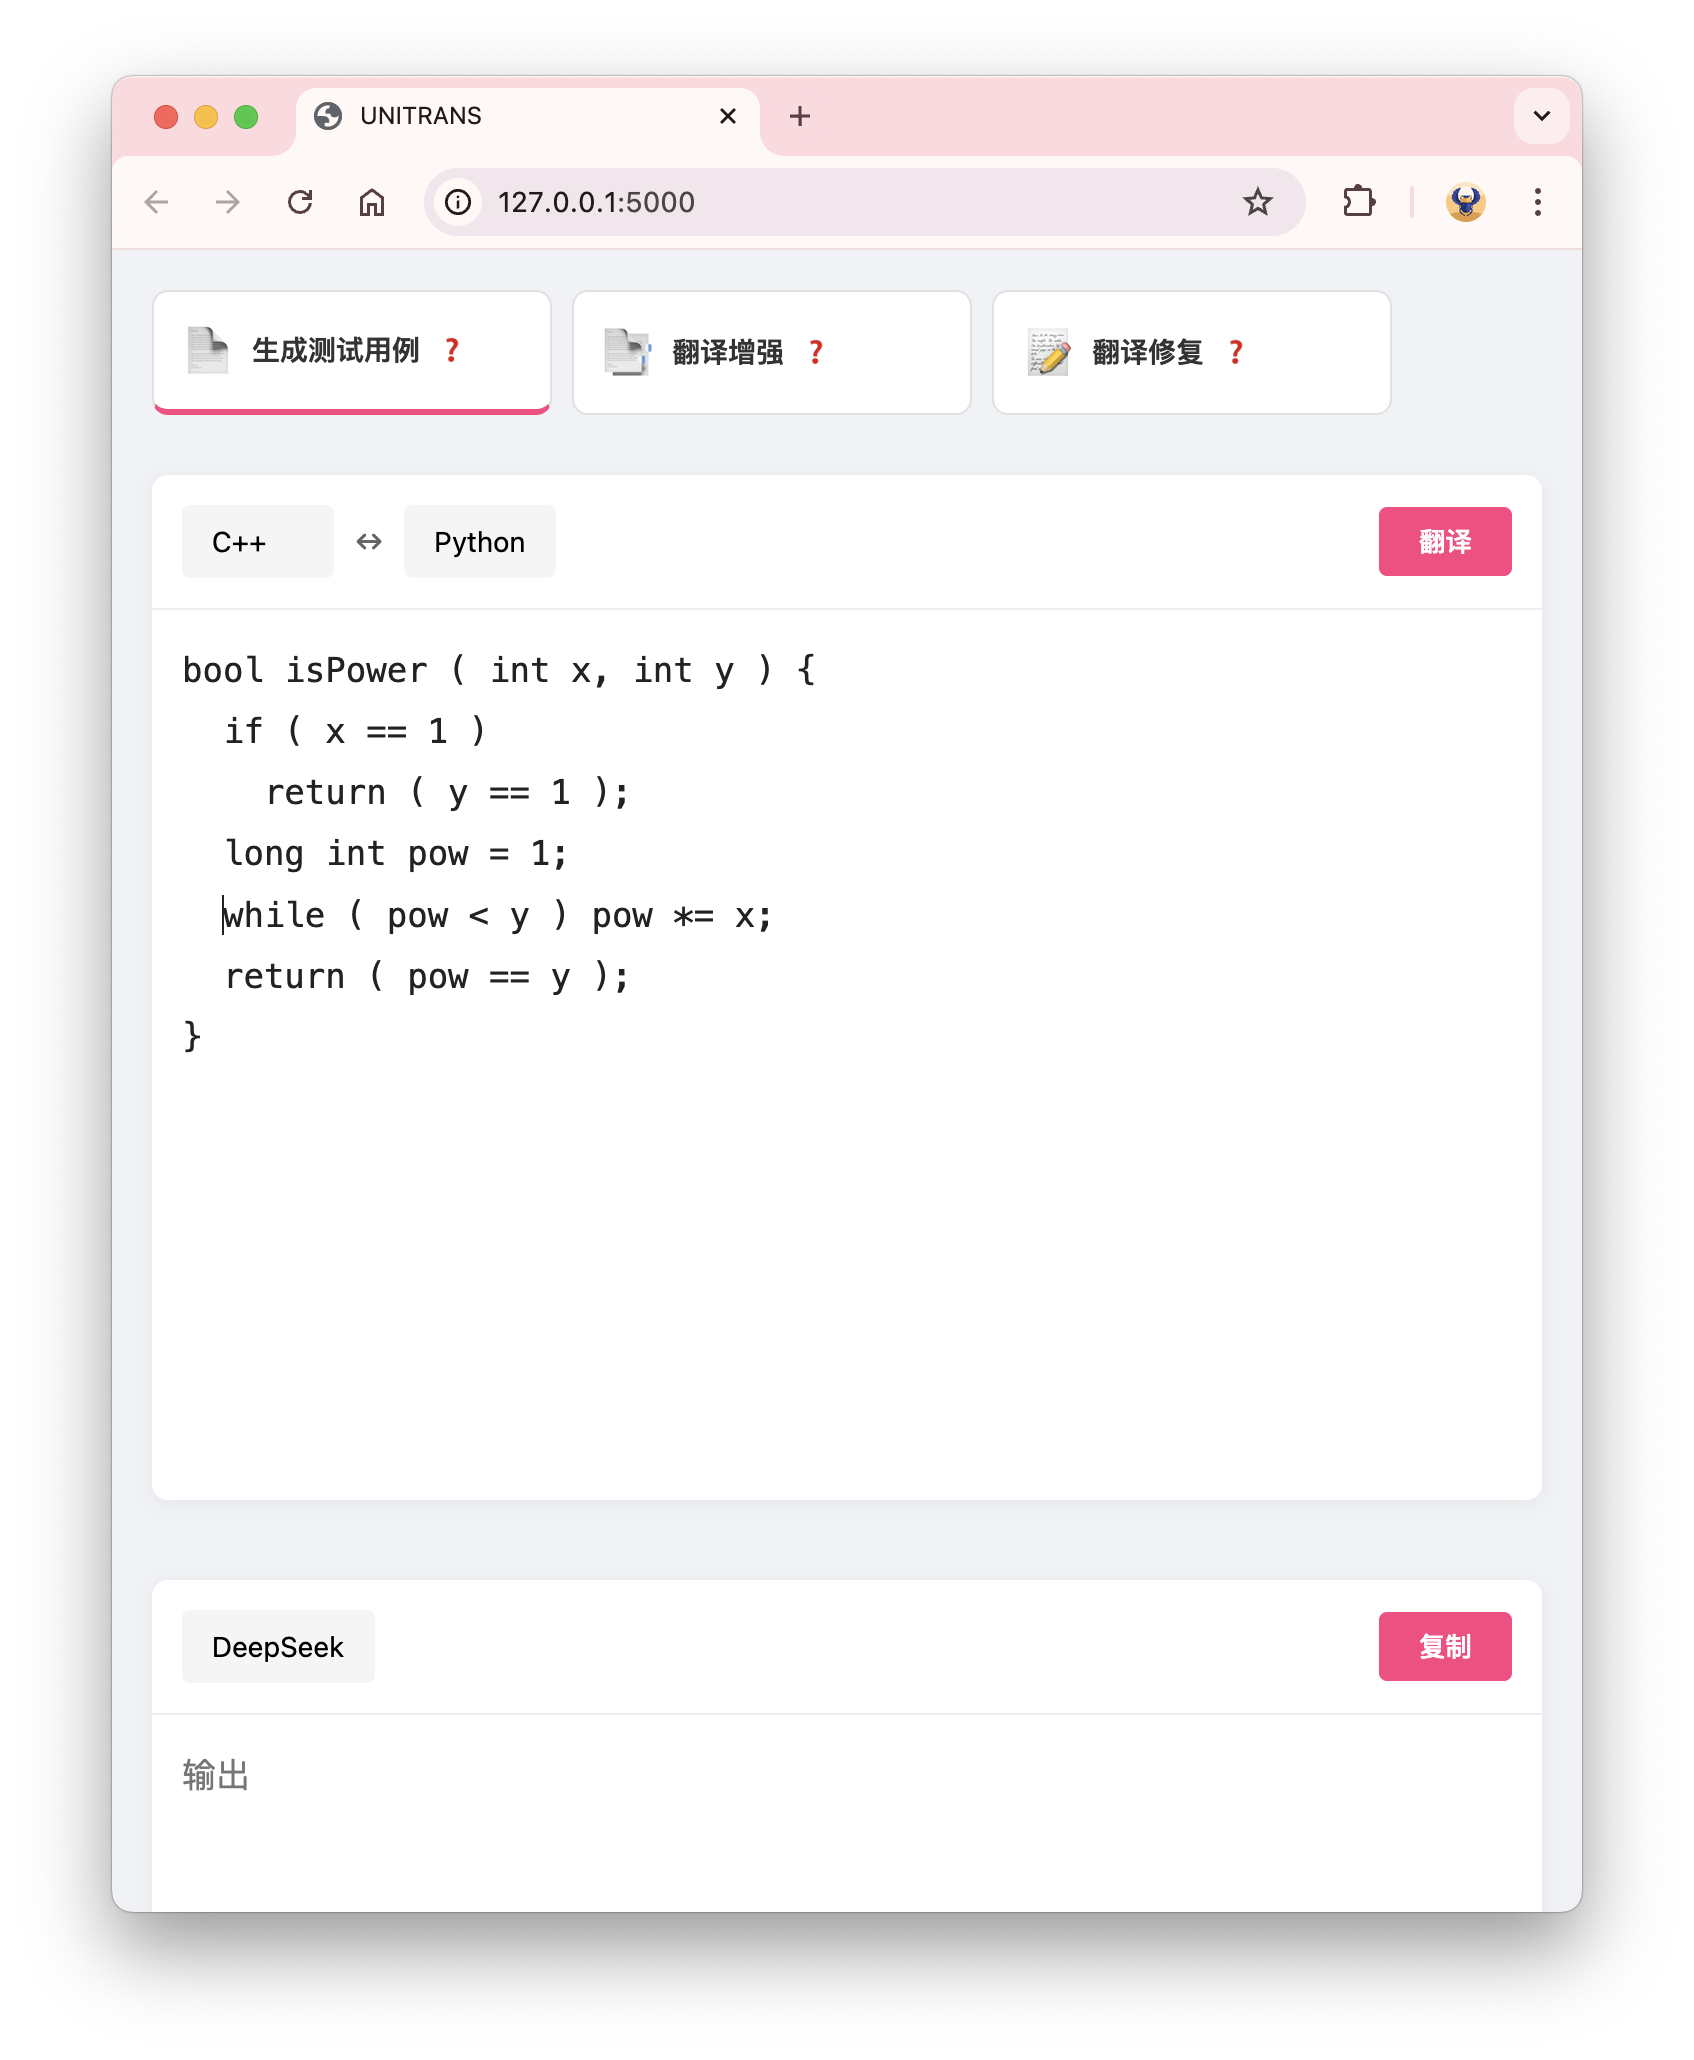 UNITRANS
127.0.0.1:5000
生成测试用例 ❓
翻译增强 ❓
翻译修复 ❓
C++ ↔ Python
翻译
bool isPower ( int x, int y ) {
  if ( x == 1 )
    return ( y == 1 );
  long int pow = 1;
  while ( pow < y ) pow *= x;
  return ( pow == y );
}
DeepSeek
复制
输出